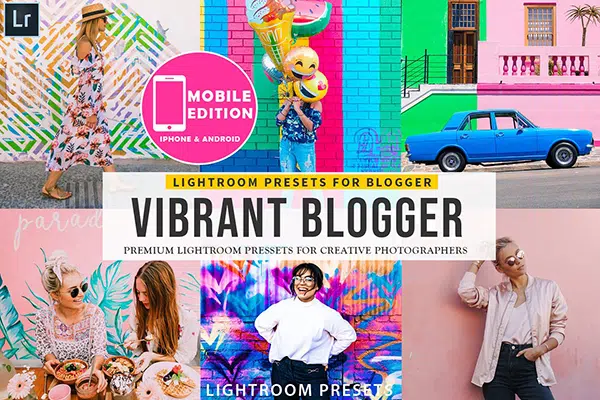 Lr
MOBILE
EDITION
IPHONE & ANDROID
LIGHTROOM PRESETS FOR BLOGGER
VIBRANT BLOGGER
PREMIUM LIGHTROOM PRESSETS FOR CREATIVE PHOTOGRAPHERS
parad
LIGHTROOM PRESETS